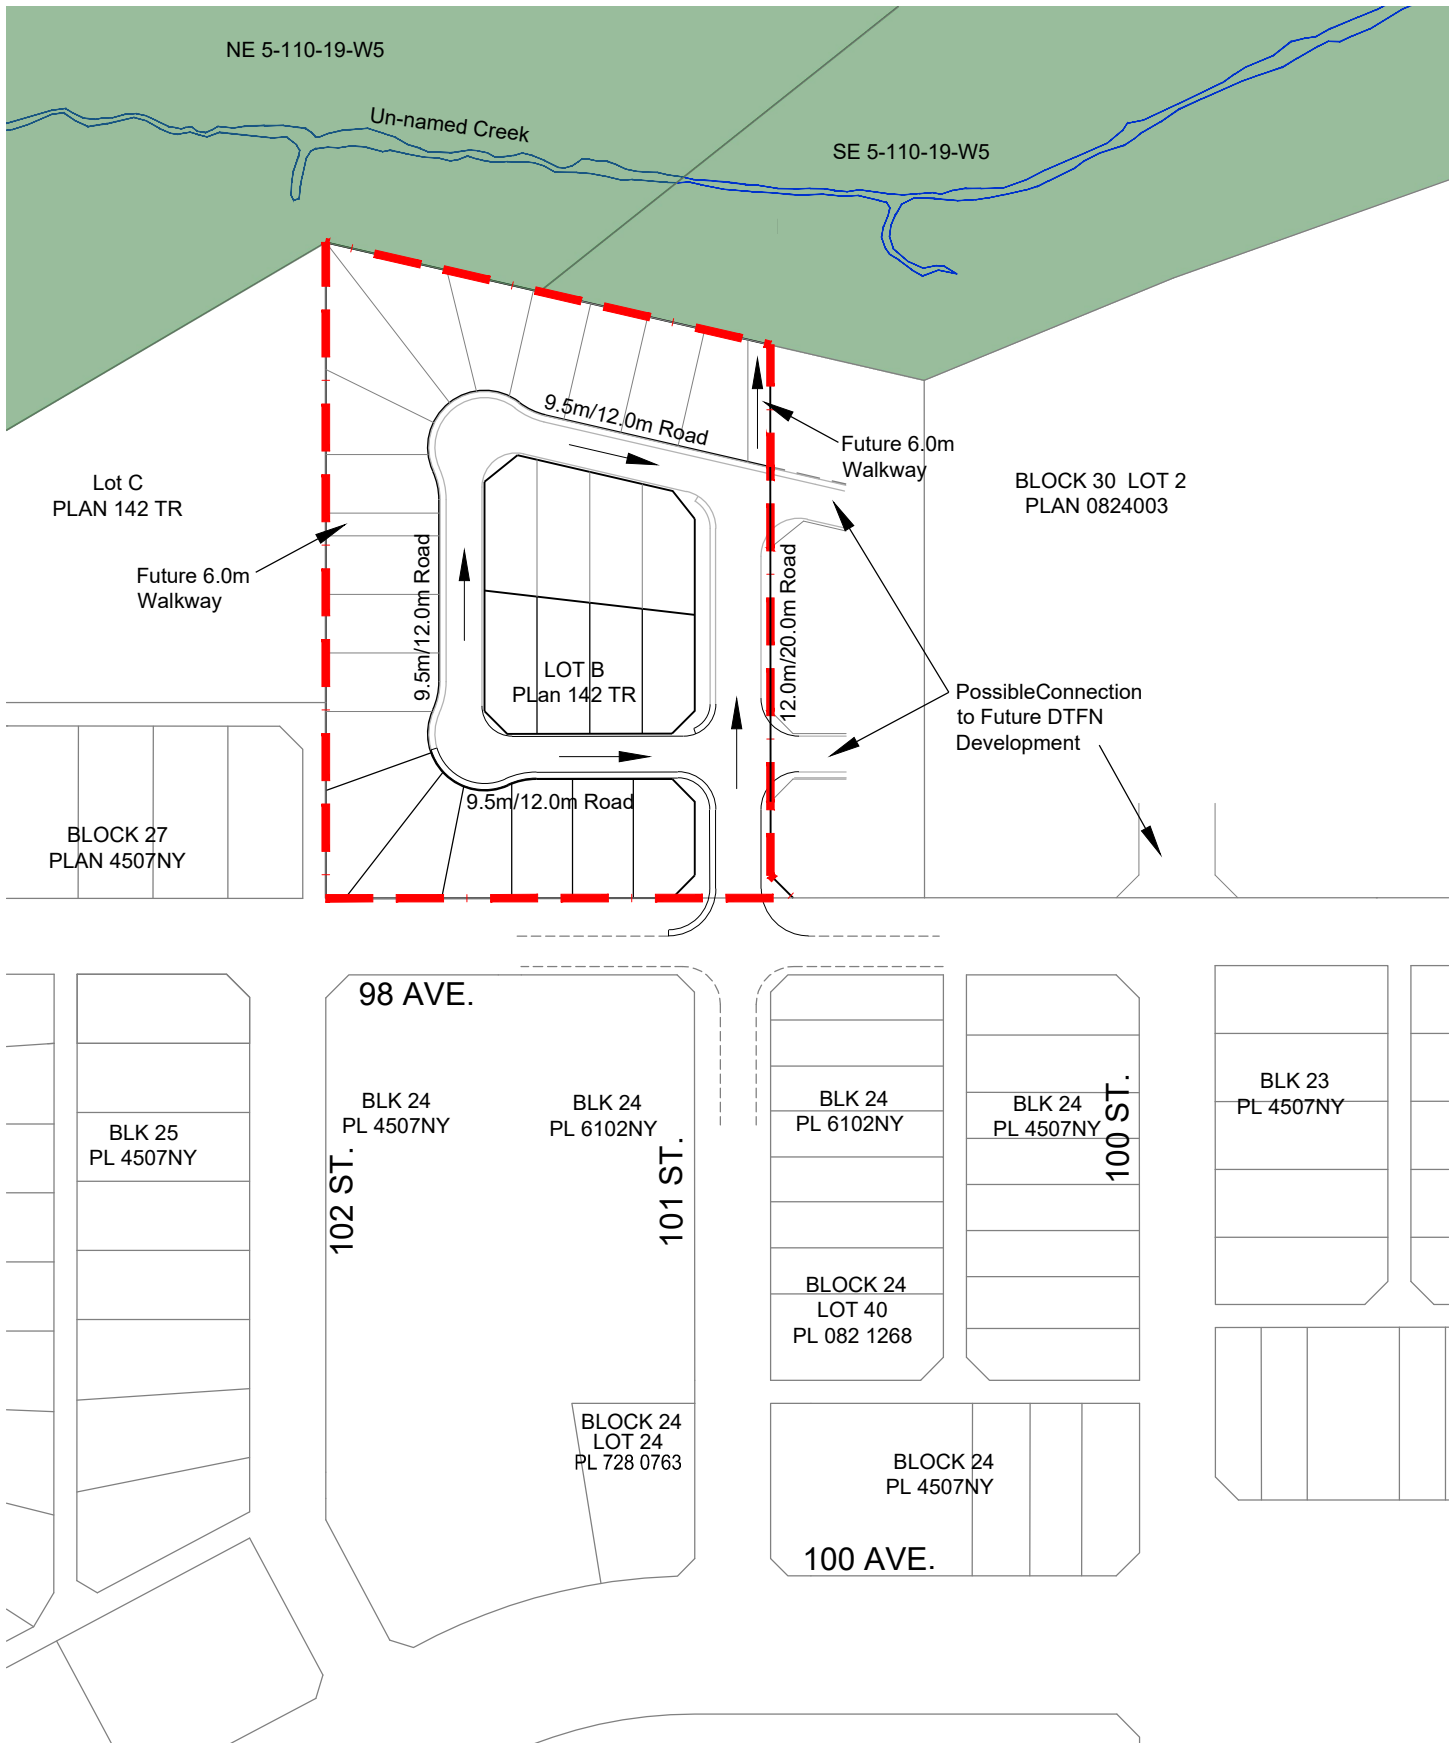 NE 5-110-19-W5
Un-named Creek
SE 5-110-19-W5
9.5m/12.0m Road
Future 6.0m
Walkway
Lot C
PLAN 142 TR
BLOCK 30 LOT 2
PLAN 0824003
Future 6.0m
Walkway
9.5m/12.0m Road
12.0m/20.0m Road
LOT B
PLan 142 TR
PossibleConnection
to Future DTFN
Development
9.5m/12.0m Road
BLOCK 27
PLAN 4507NY
98 AVE.
BLK 25
PL 4507NY
BLK 24
PL 4507NY
BLK 24
PL 6102NY
BLK 24
PL 6102NY
BLK 24
PL 4507NY
BLK 23
PL 4507NY
102 ST.
101 ST.
100 ST.
BLOCK 24
LOT 40
PL 082 1268
BLOCK 24
LOT 24
PL 728 0763
BLOCK 24
PL 4507NY
100 AVE.